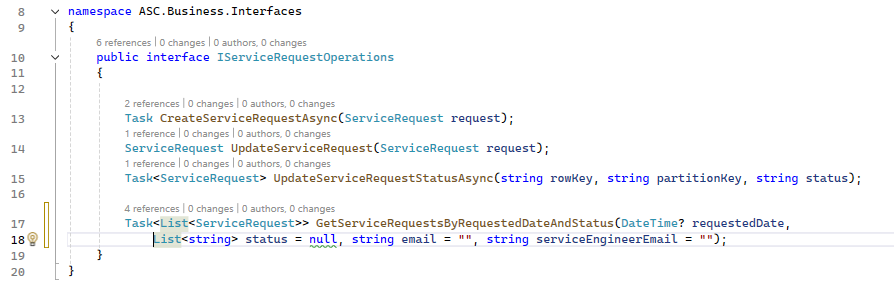 8 namespace ASC.Business.Interfaces
9 {
6 references | 0 changes | 0 authors, 0 changes
10 public interface IServiceRequestOperations
11 {
12
2 references | 0 changes | 0 authors, 0 changes
13 Task CreateServiceRequestAsync(ServiceRequest request);
1 reference | 0 changes | 0 authors, 0 changes
14 ServiceRequest UpdateServiceRequest(ServiceRequest request);
1 reference | 0 changes | 0 authors, 0 changes
15 Task<ServiceRequest> UpdateServiceRequestStatusAsync(string rowKey, string partitionKey, string status);
16
4 references | 0 changes | 0 authors, 0 changes
17 Task<List<ServiceRequest>> GetServiceRequestsByRequestedDateAndStatus(DateTime? requestedDate,
18 List<string> status = null, string email = "", string serviceEngineerEmail = "");
19 }
20 }